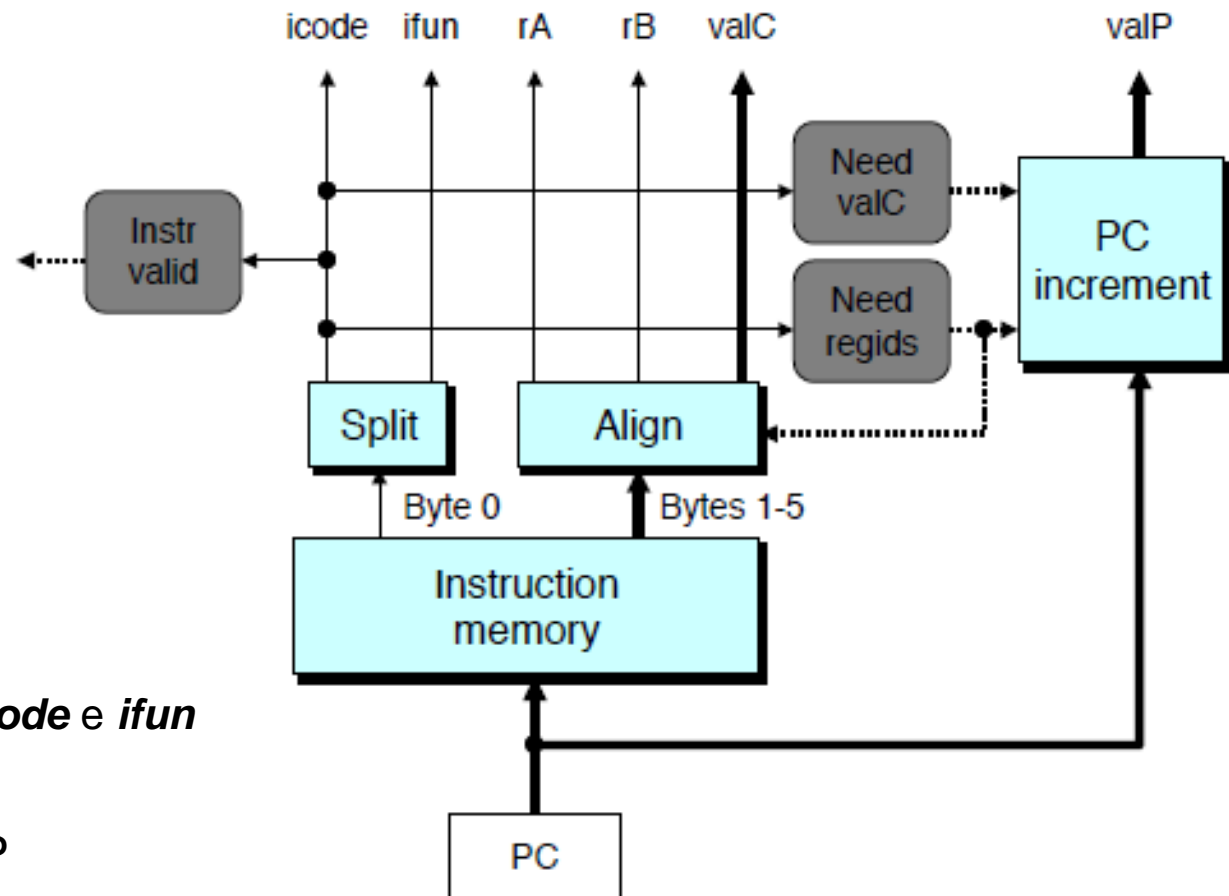 icode ifun rA rB valC valP
Need
valC
Instr
valid
PC
increment
Need
regids
Split
Align
Byte 0
Bytes 1-5
Instruction
memory
ode e ifun
PC